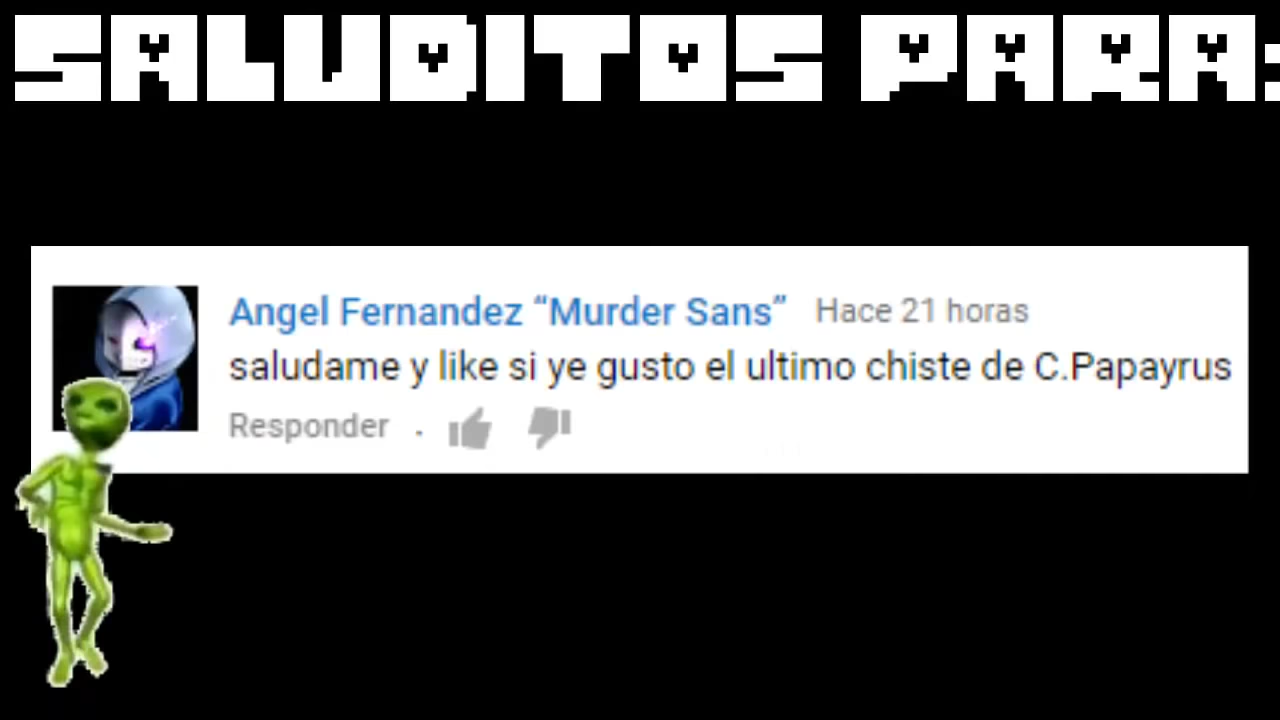 SALUDITOS PARA:
Angel Fernandez “Murder Sans” Hace 21 horas
saludame y like si ye gusto el ultimo chiste de C.Papayrus
Responder .